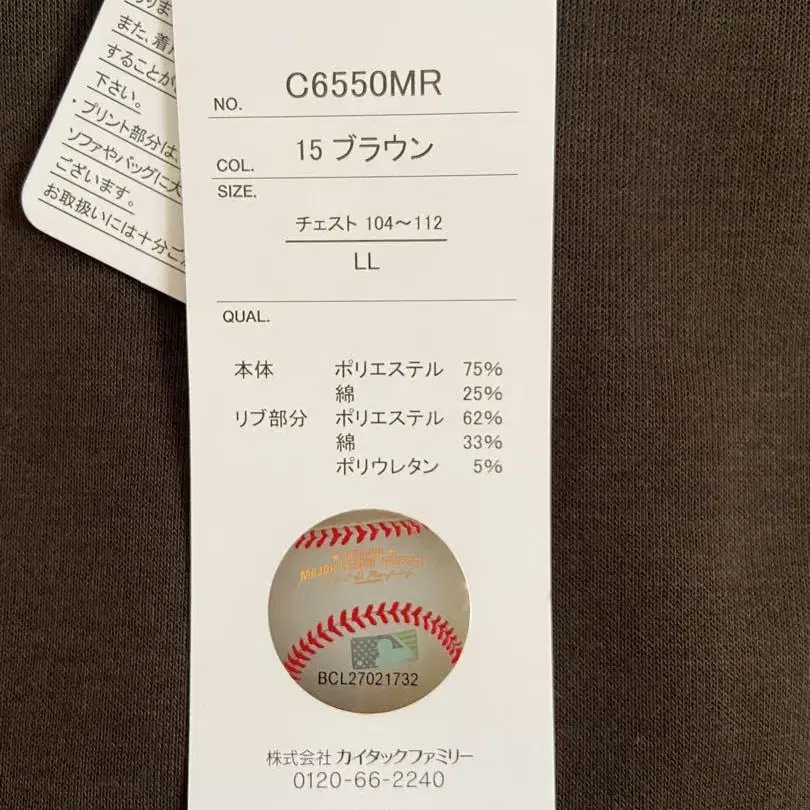 また、着
することが
下さい。
・プリント部分は、
ソファやバッグに大
ございます。
お取扱いには十分ご
NO. C6550MR
COL. 15 ブラウン
SIZE.
チェスト 104〜112
LL
QUAL.
本体 ポリエステル 75%
綿 25%
リブ部分 ポリエステル 62%
綿 33%
ポリウレタン 5%
MAJOR LEAGUE BASEBALL
BCL27021732
株式会社 カイタックファミリー
0120-66-2240